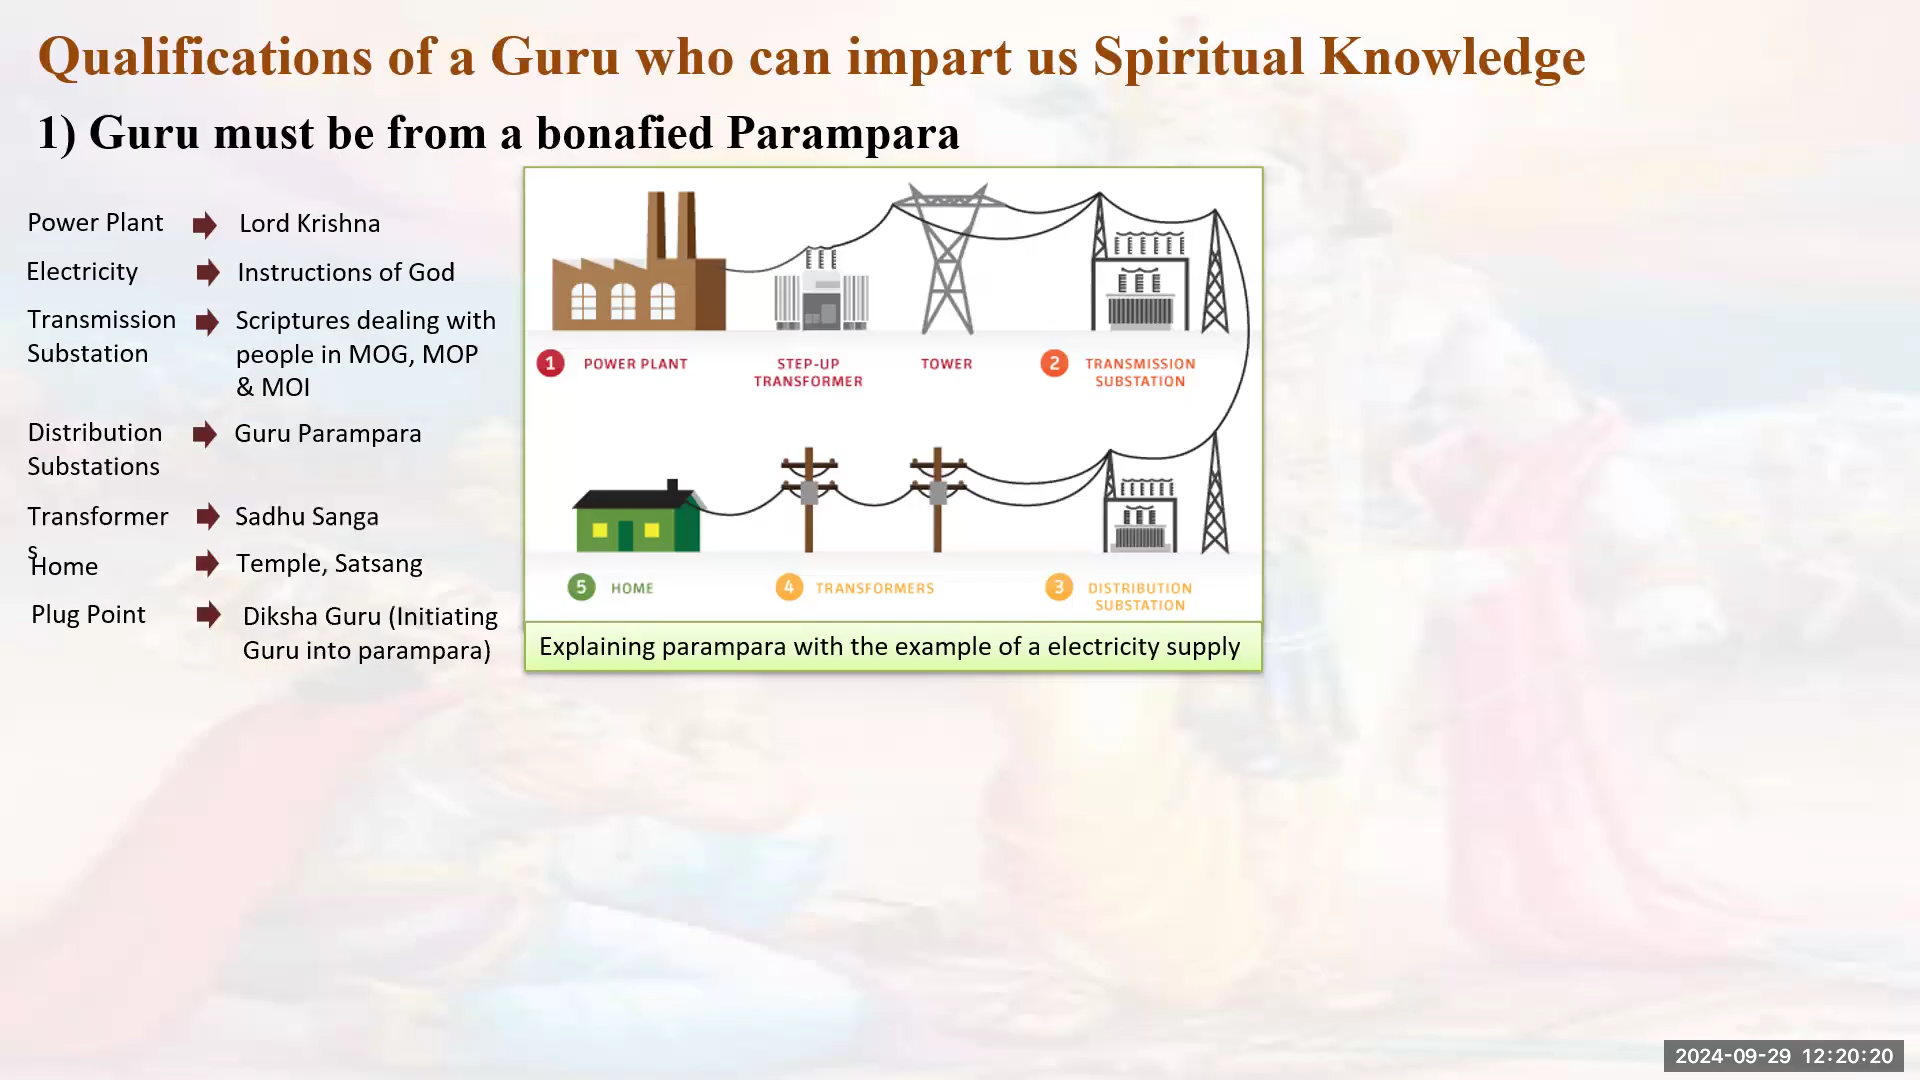 Qualifications of a Guru who can impart us Spiritual Knowledge
1) Guru must be from a bonafied Parampara
Power Plant Lord Krishna
Electricity Instructions of God
Transmission Scriptures dealing with
Substation people in MOG, MOP
& MOI
Distribution Guru Parampara
Substations
Transformer Sadhu Sanga
s
Home Temple, Satsang
Plug Point Diksha Guru (Initiating
Guru into parampara)
1 POWER PLANT STEP-UP TOWER 2 TRANSMISSION
TRANSFORMER SUBSTATION
5 HOME 4 TRANSFORMERS 3 DISTRIBUTION
SUBSTATION
Explaining parampara with the example of a electricity supply
2024-09-29 12:20:20